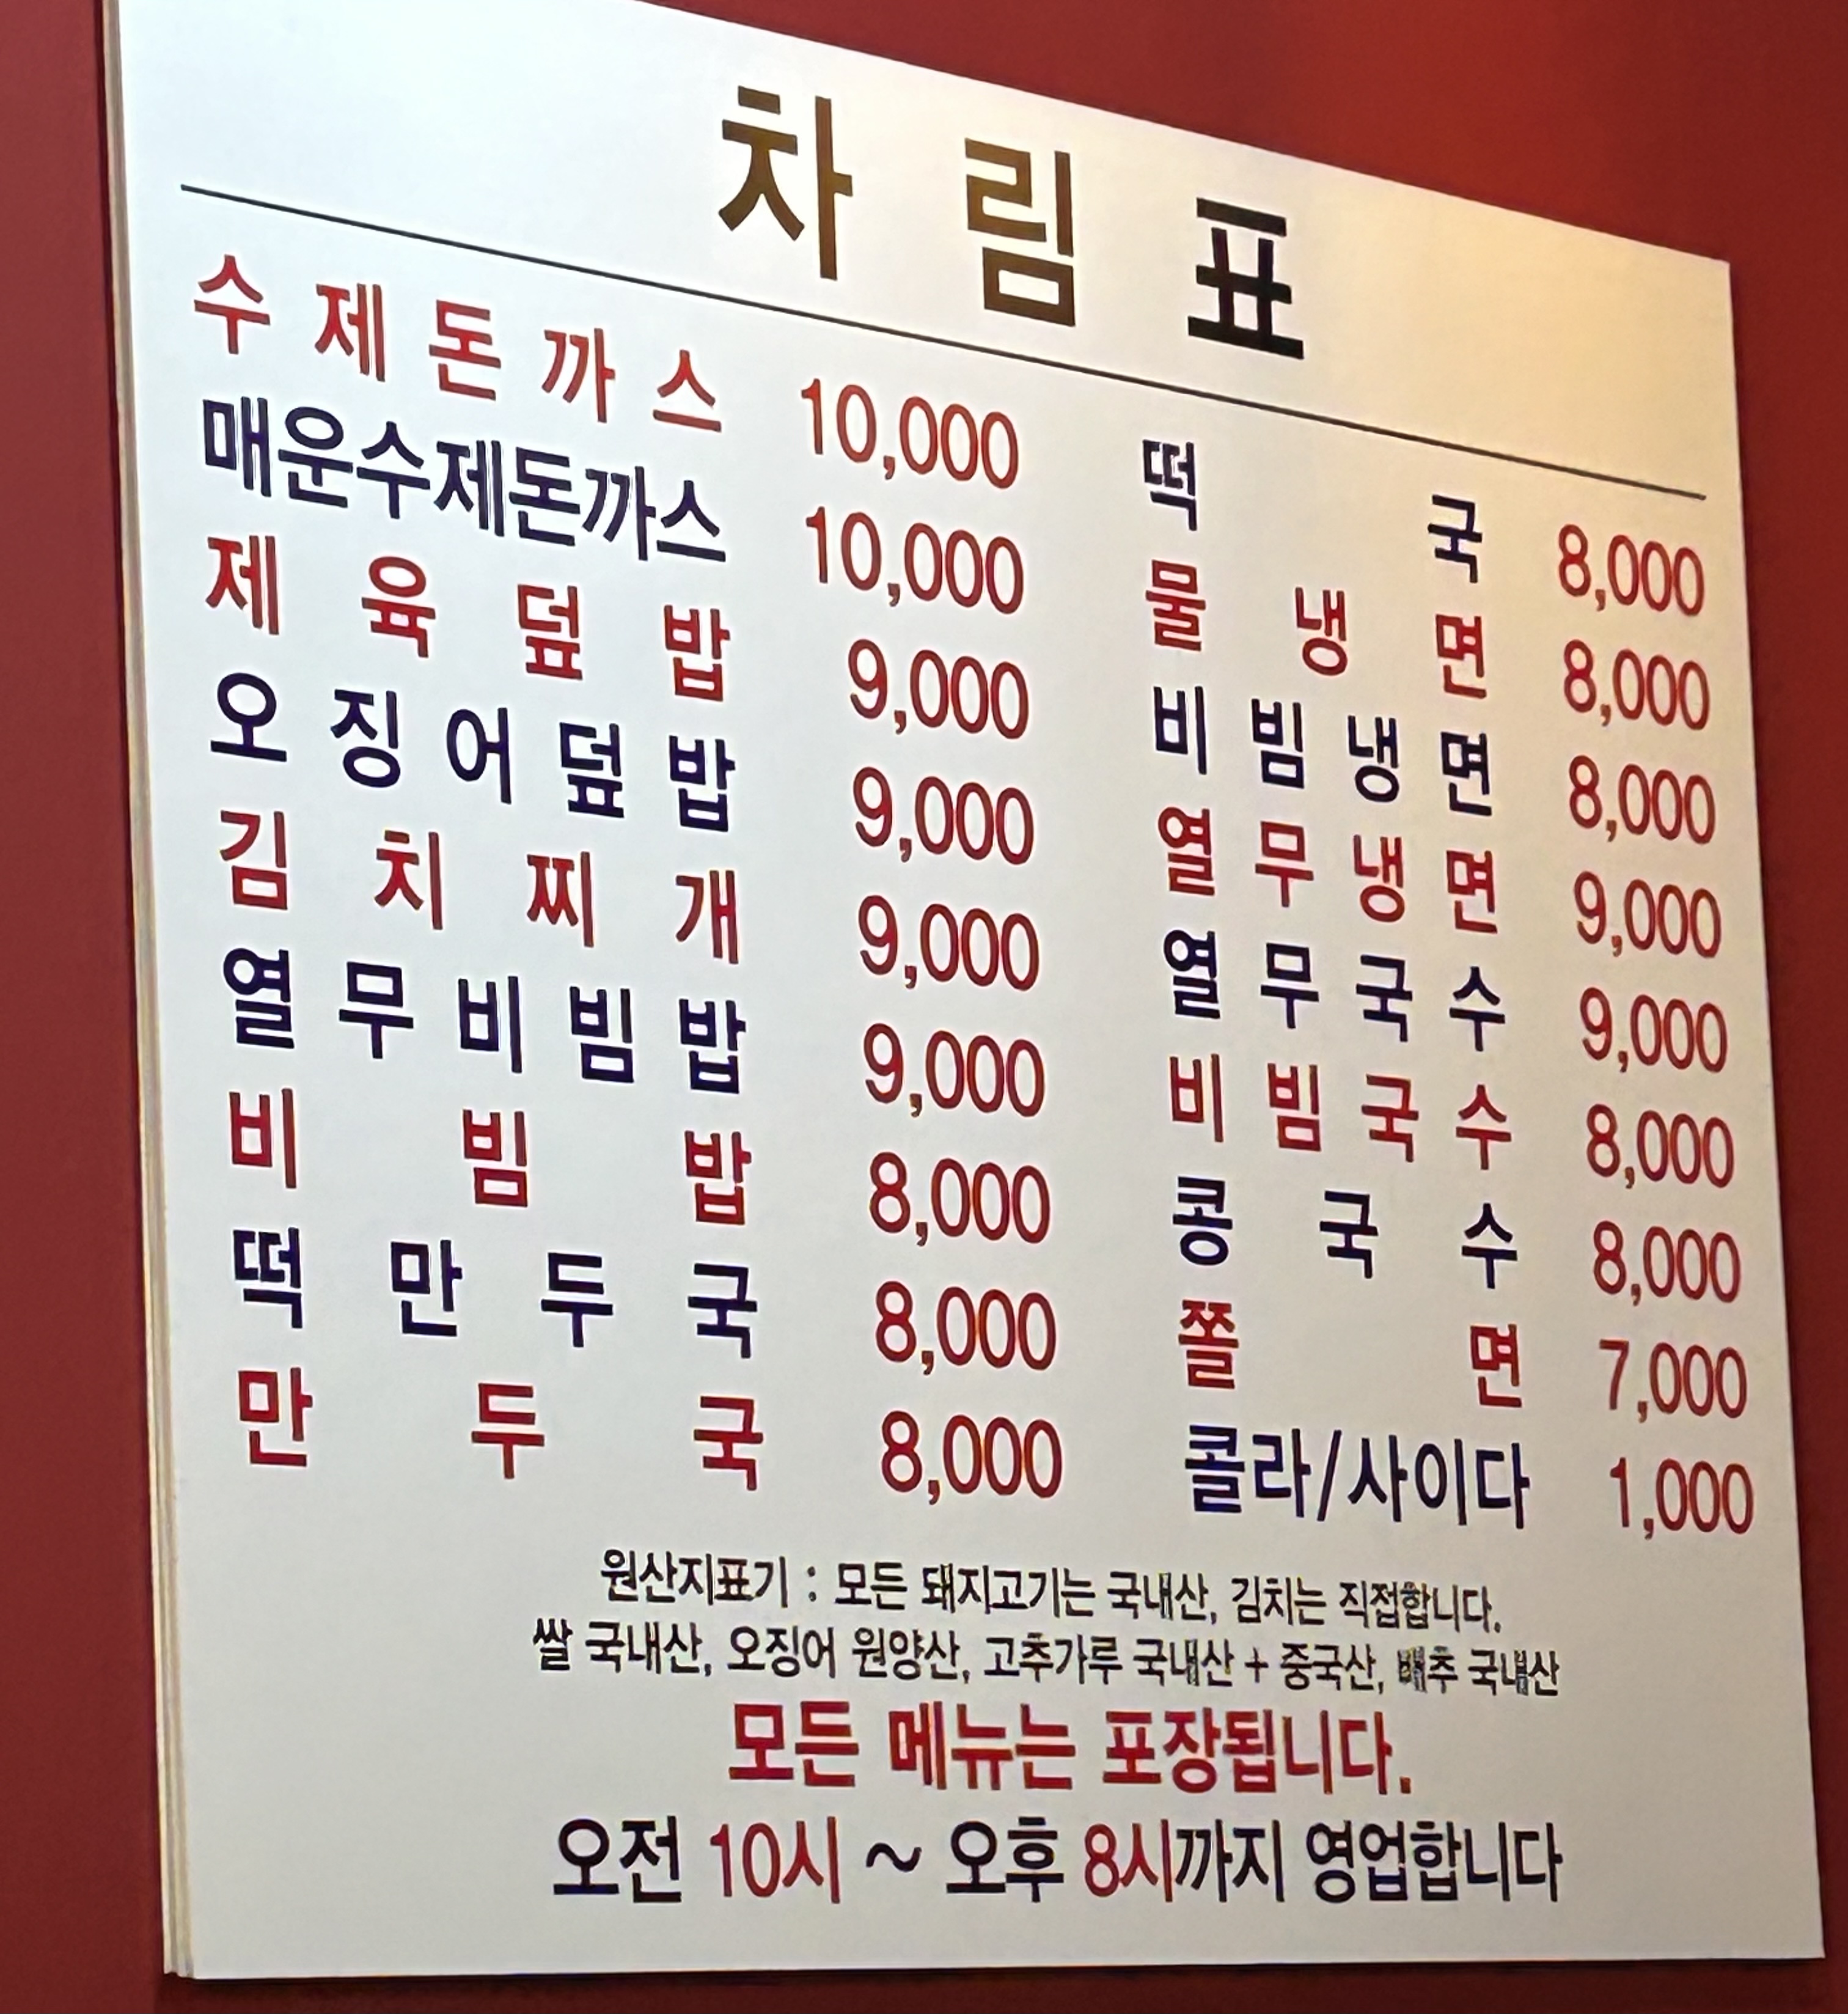 차림표
수제돈까스 10,000
매운수제돈까스 10,000
제육덮밥 9,000
오징어덮밥 9,000
김치찌개 9,000
열무비빔밥 9,000
비빔밥 8,000
떡만두국 8,000
만두국 8,000
떡국 8,000
물냉면 8,000
비빔냉면 8,000
열무냉면 9,000
열무국수 9,000
비빔국수 8,000
콩국수 8,000
쫄면 7,000
콜라/사이다 1,000
원산지표기 : 모든 돼지고기는 국내산, 김치는 직접합니다.
쌀 국내산, 오징어 원양산, 고추가루 국내산 + 중국산, 배추 국내산
모든 메뉴는 포장됩니다.
오전 10시 ~ 오후 8시까지 영업합니다